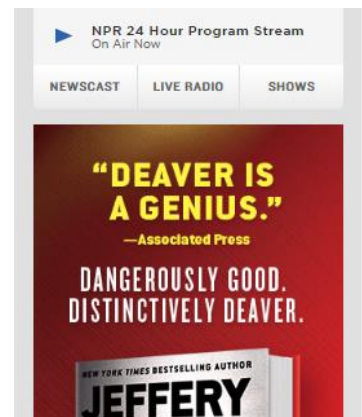 NPR 24 Hour Program Stream
On Air Now
NEWSCAST LIVE RADIO SHOWS
“DEAVER IS
A GENIUS.”
—Associated Press
DANGEROUSLY GOOD.
DISTINCTIVELY DEAVER.
NEW YORK TIMES BESTSELLING AUTHOR
JEFFERY